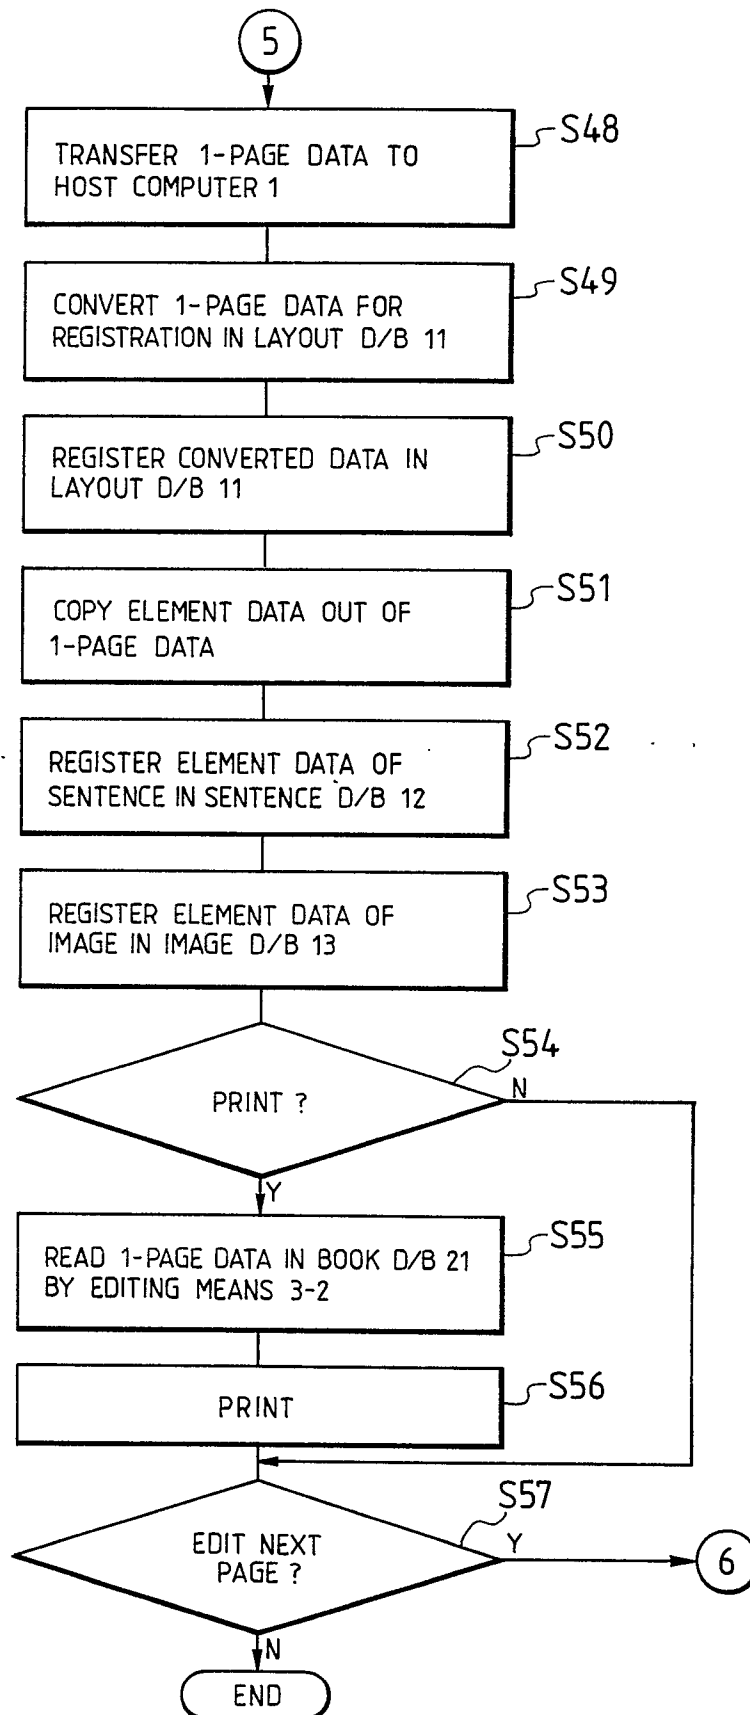 5
TRANSFER 1-PAGE DATA TO
HOST COMPUTER 1
S48
CONVERT 1-PAGE DATA FOR
REGISTRATION IN LAYOUT D/B 11
S49
REGISTER CONVERTED DATA IN
LAYOUT D/B 11
S50
COPY ELEMENT DATA OUT OF
1-PAGE DATA
S51
REGISTER ELEMENT DATA OF
SENTENCE IN SENTENCE D/B 12
S52
REGISTER ELEMENT DATA OF
IMAGE IN IMAGE D/B 13
S53
PRINT ?
S54
N
Y
READ 1-PAGE DATA IN BOOK D/B 21
BY EDITING MEANS 3-2
S55
PRINT
S56
EDIT NEXT
PAGE ?
S57
Y
6
N
END